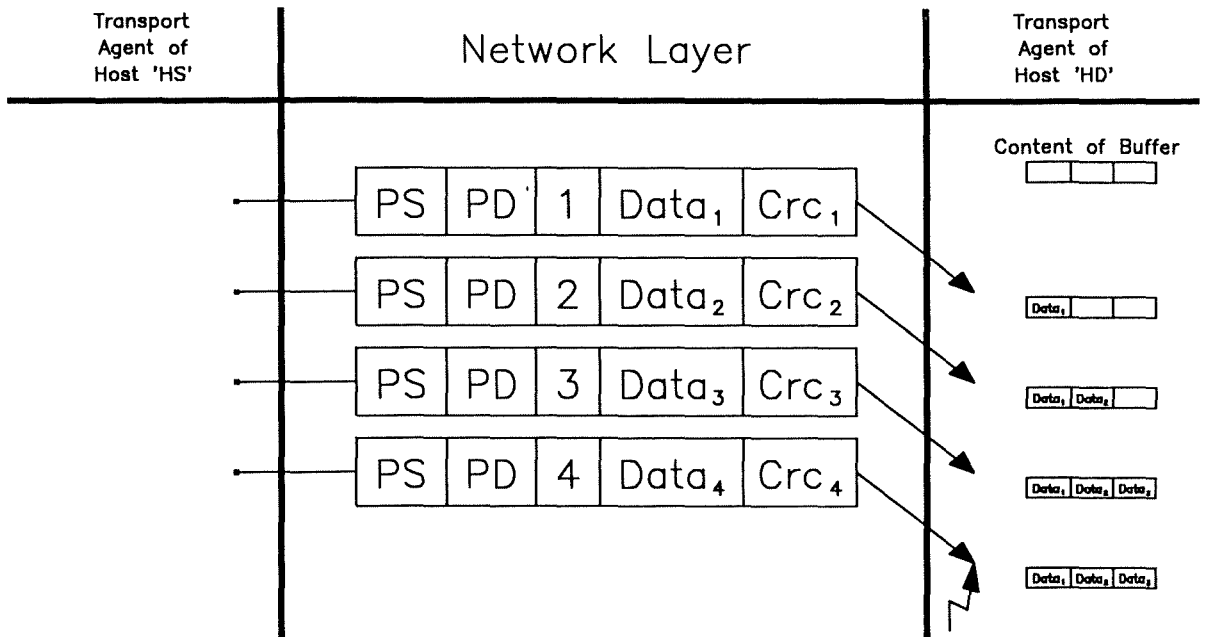 Transport
Agent of
Host 'HS'
Network Layer
Transport
Agent of
Host 'HD'
Content of Buffer
PS PD 1 Data₁ Crc₁
PS PD 2 Data₂ Crc₂
Data₁
PS PD 3 Data₃ Crc₃
Data₁ Data₂
PS PD 4 Data₄ Crc₄
Data₁ Data₂ Data₃
Data₁ Data₂ Data₃